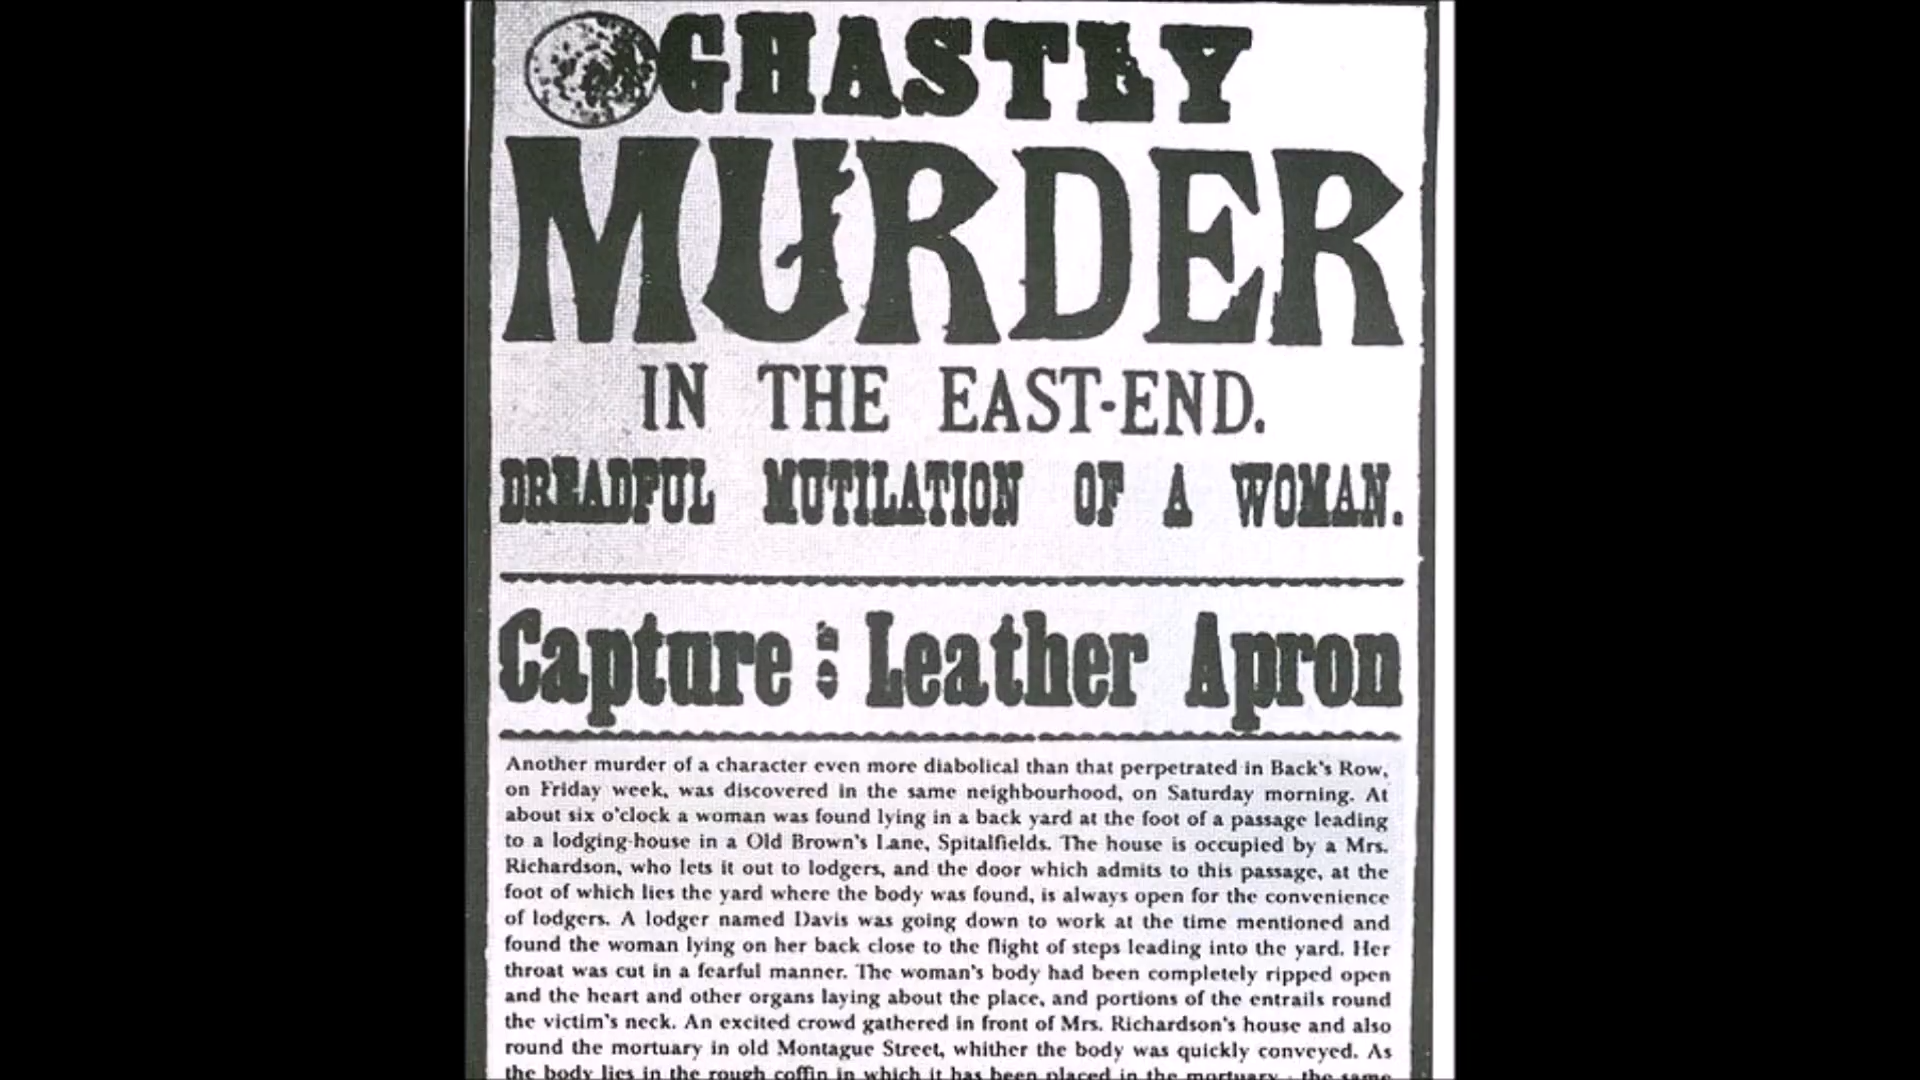 GHASTLY
MURDER
IN THE EAST-END.
DREADFUL MUTILATION OF A WOMAN.
Capture : Leather Apron
Another murder of a character even more diabolical than that perpetrated in Back's Row,
on Friday week, was discovered in the same neighbourhood, on Saturday morning. At
about six o'clock a woman was found lying in a back yard at the foot of a passage leading
to a lodging-house in a Old Brown's Lane, Spitalfields. The house is occupied by a Mrs.
Richardson, who lets it out to lodgers, and the door which admits to this passage, at the
foot of which lies the yard where the body was found, is always open for the convenience
of lodgers. A lodger named Davis was going down to work at the time mentioned and
found the woman lying on her back close to the flight of steps leading into the yard. Her
throat was cut in a fearful manner. The woman's body had been completely ripped open
and the heart and other organs laying about the place, and portions of the entrails round
the victim's neck. An excited crowd gathered in front of Mrs. Richardson's house and also
round the mortuary in old Montague Street, whither the body was quickly conveyed. As
the body lies in the rough coffin in which it has been placed in the mortuary - the same